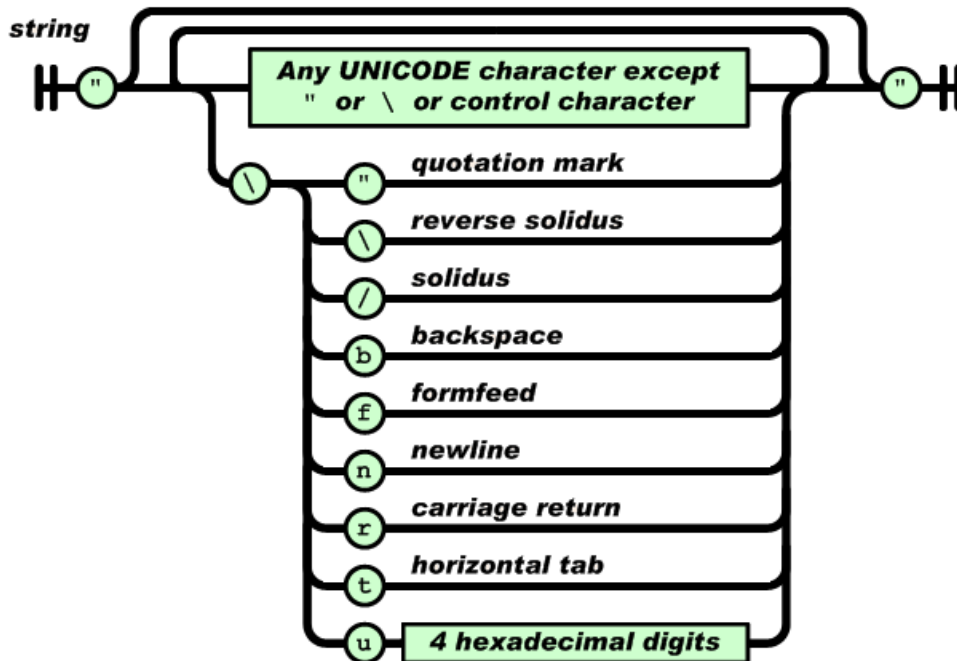 string
" Any UNICODE character except "
" or \ or control character
\ " quotation mark
\ reverse solidus
/ solidus
b backspace
f formfeed
n newline
r carriage return
t horizontal tab
u 4 hexadecimal digits